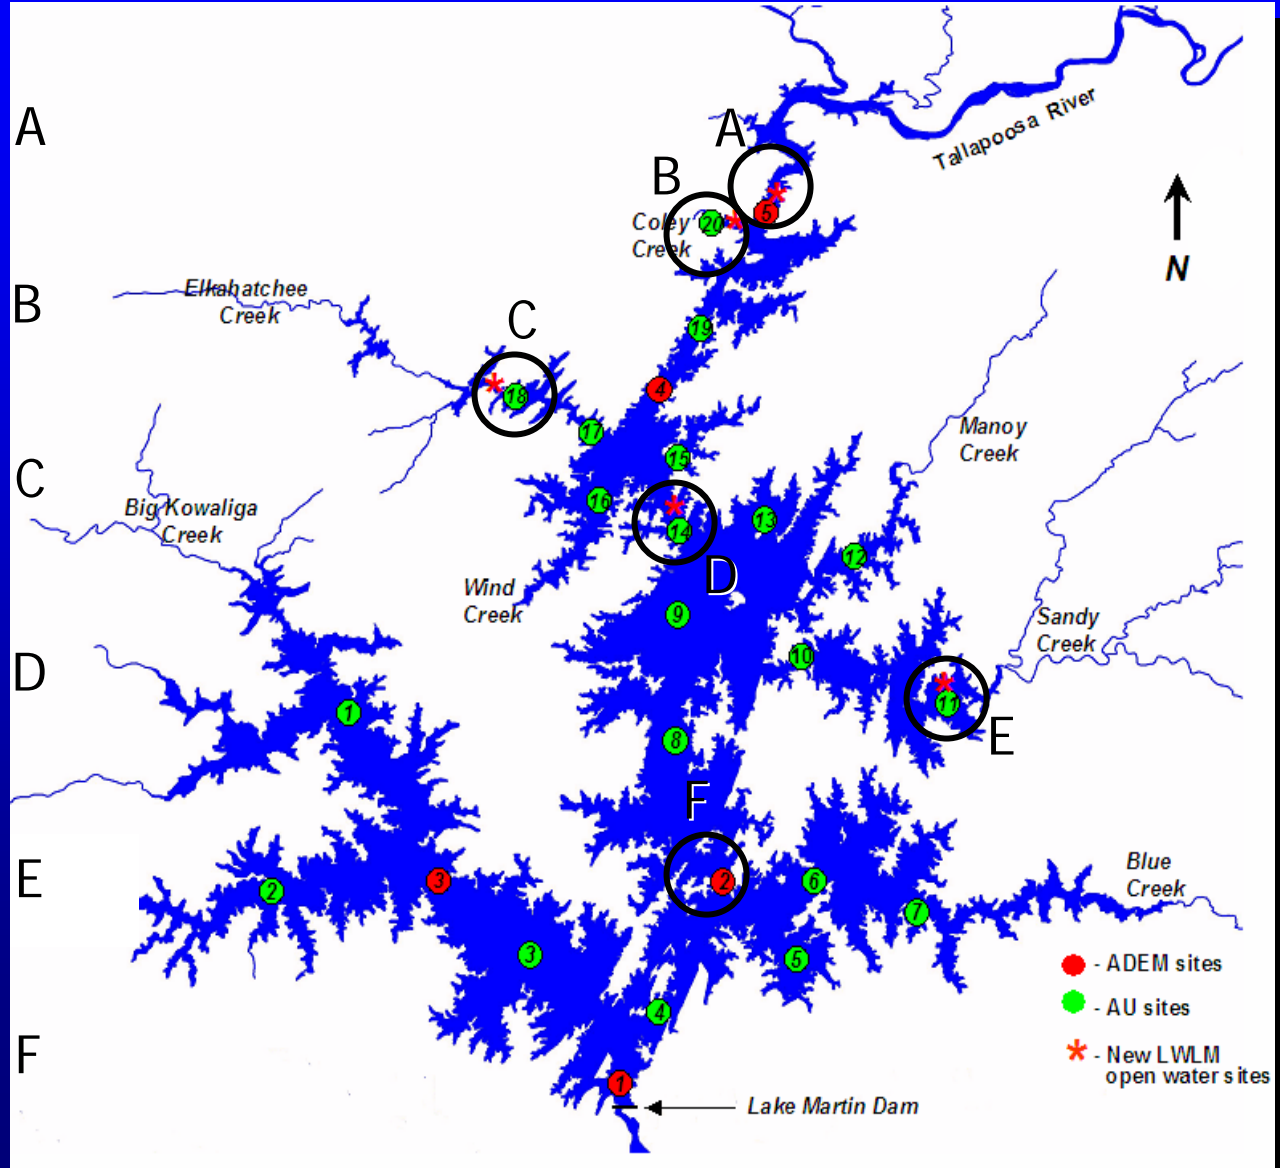 A
A
Tallapoosa River
B
Coley
Creek
5
20
N
B
Elkahatchee
Creek
C
19
18
4
17
Manoy
Creek
15
C
Big Kowaliga
Creek
16
14
13
12
D
Wind
Creek
9
Sandy
Creek
D
10
11
1
8
E
F
E
2
3
2
6
7
Blue
Creek
3
5
4
- ADEM sites
- AU sites
* - New LWLM
open water sites
F
1
Lake Martin Dam